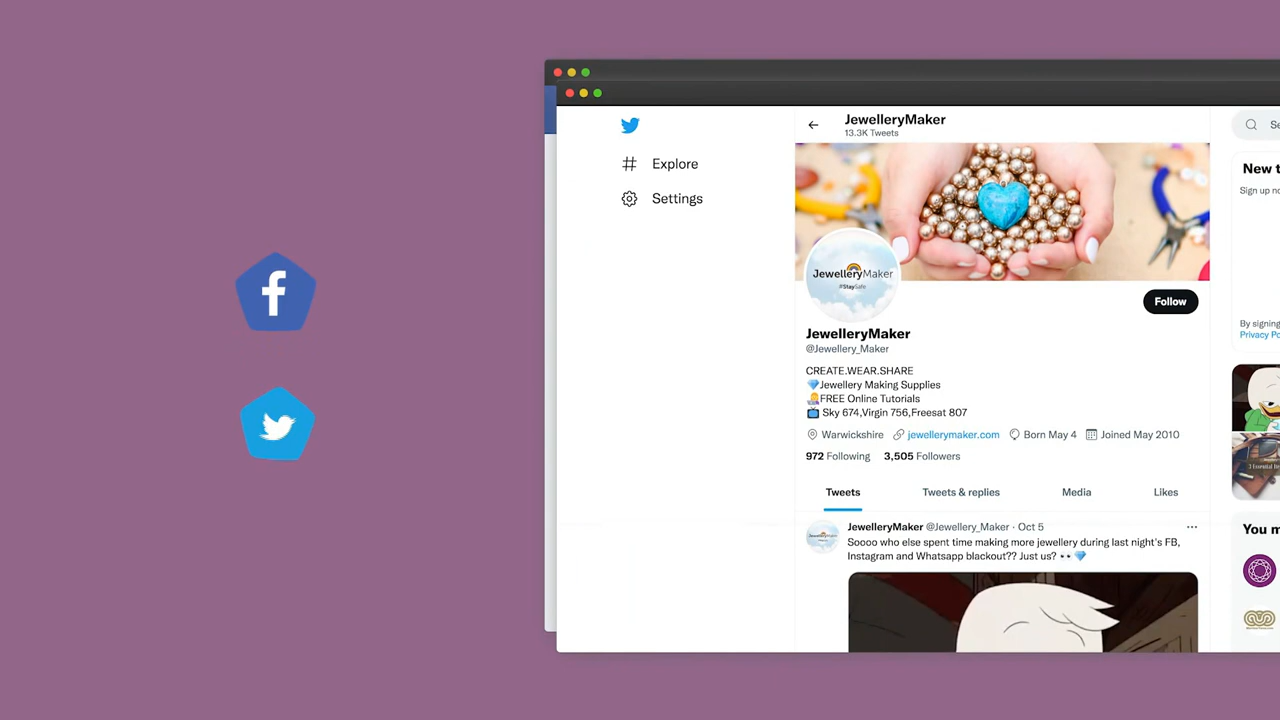 JewelleryMaker
13.3K Tweets
Explore
Settings
JewelleryMaker
#StaySafe
Follow
JewelleryMaker
@Jewellery_Maker
CREATE.WEAR.SHARE
💎Jewellery Making Supplies
FREE Online Tutorials
📺 Sky 674,Virgin 756,Freesat 807
Warwickshire jewellerymaker.com Born May 4 Joined May 2010
972 Following 3,505 Followers
Tweets Tweets & replies Media Likes
JewelleryMaker @Jewellery_Maker · Oct 5 ···
Soooo who else spent time making more jewellery during last night's FB,
Instagram and Whatsapp blackout?? Just us? 👀 💎
Se
New t
Sign up no
By signing
Privacy Po
You m